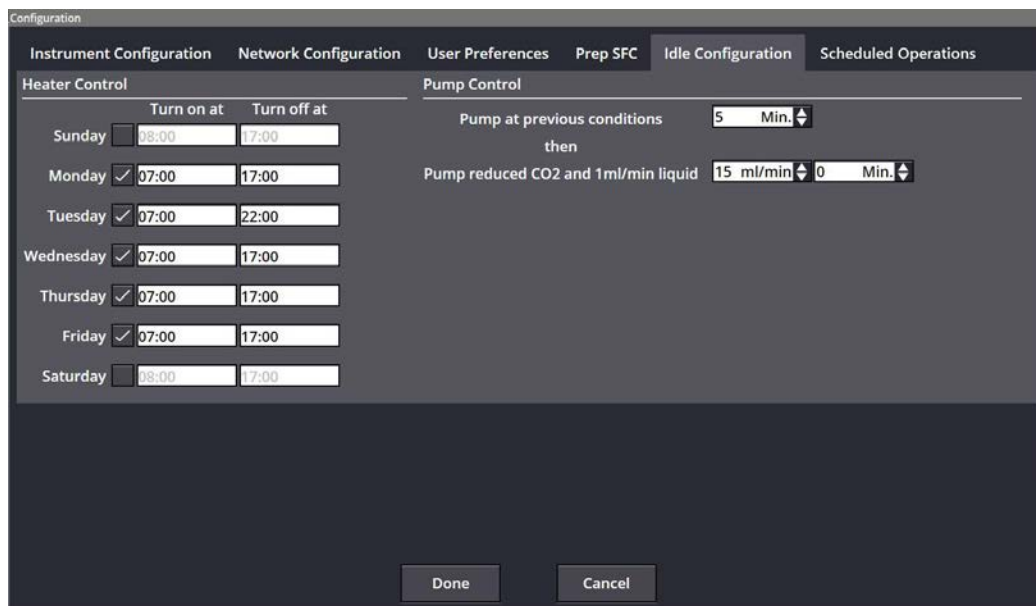 Configuration
Instrument Configuration Network Configuration User Preferences Prep SFC Idle Configuration Scheduled Operations
Heater Control
Turn on at Turn off at
Sunday 08:00 17:00
Monday 07:00 17:00
Tuesday 07:00 22:00
Wednesday 07:00 17:00
Thursday 07:00 17:00
Friday 07:00 17:00
Saturday 08:00 17:00
Pump Control
Pump at previous conditions 5 Min.
then
Pump reduced CO2 and 1ml/min liquid 15 ml/min 0 Min.
Done Cancel